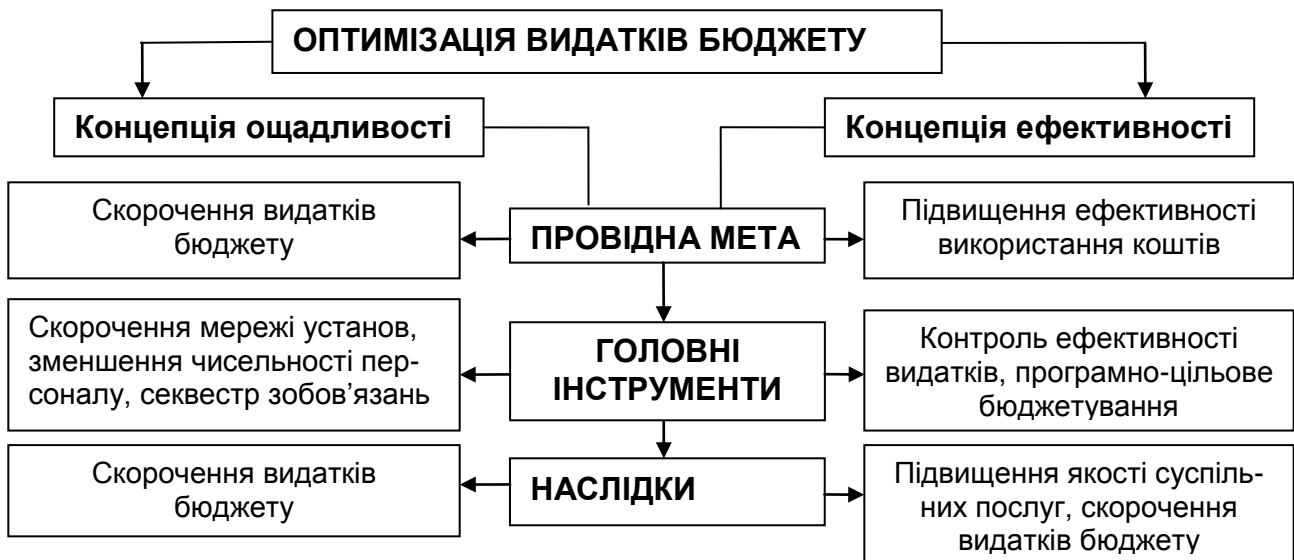 ОПТИМІЗАЦІЯ ВИДАТКІВ БЮДЖЕТУ
Концепція ощадливості
Концепція ефективності
Скорочення видатків
бюджету
ПРОВІДНА МЕТА
Підвищення ефективності
використання коштів
Скорочення мережі установ,
зменшення чисельності пер-
соналу, секвестр зобов’язань
ГОЛОВНІ
ІНСТРУМЕНТИ
Контроль ефективності
видатків, програмно-цільове
бюджетування
Скорочення видатків
бюджету
НАСЛІДКИ
Підвищення якості суспіль-
них послуг, скорочення
видатків бюджету